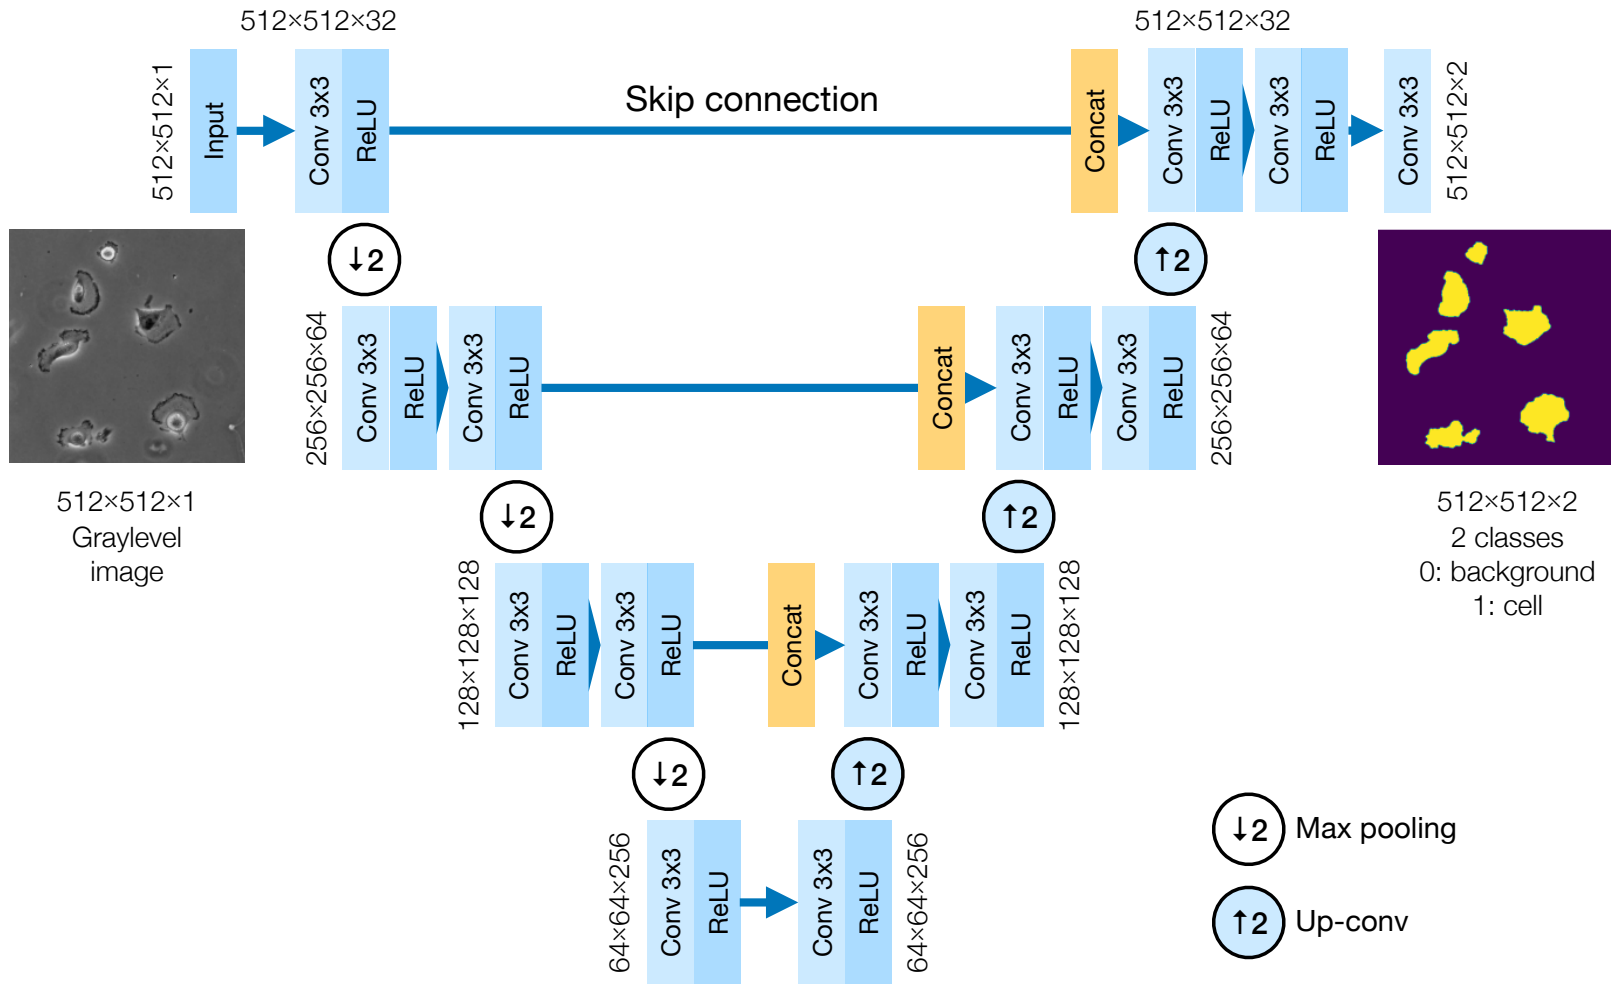 512×512×32
512×512×32
512×512×1
Input
Conv 3x3
ReLU
Skip connection
Concat
Conv 3x3
ReLU
Conv 3x3
ReLU
Conv 3x3
512×512×2
↓2
↑2
256×256×64
Conv 3x3
ReLU
Conv 3x3
ReLU
Concat
Conv 3x3
ReLU
Conv 3x3
ReLU
256×256×64
512×512×1
Graylevel
image
512×512×2
2 classes
0: background
1: cell
↓2
↑2
128×128×128
Conv 3x3
ReLU
Conv 3x3
ReLU
Concat
Conv 3x3
ReLU
Conv 3x3
ReLU
128×128×128
↓2
↑2
64×64×256
Conv 3x3
ReLU
Conv 3x3
ReLU
64×64×256
↓2 Max pooling
↑2 Up-conv